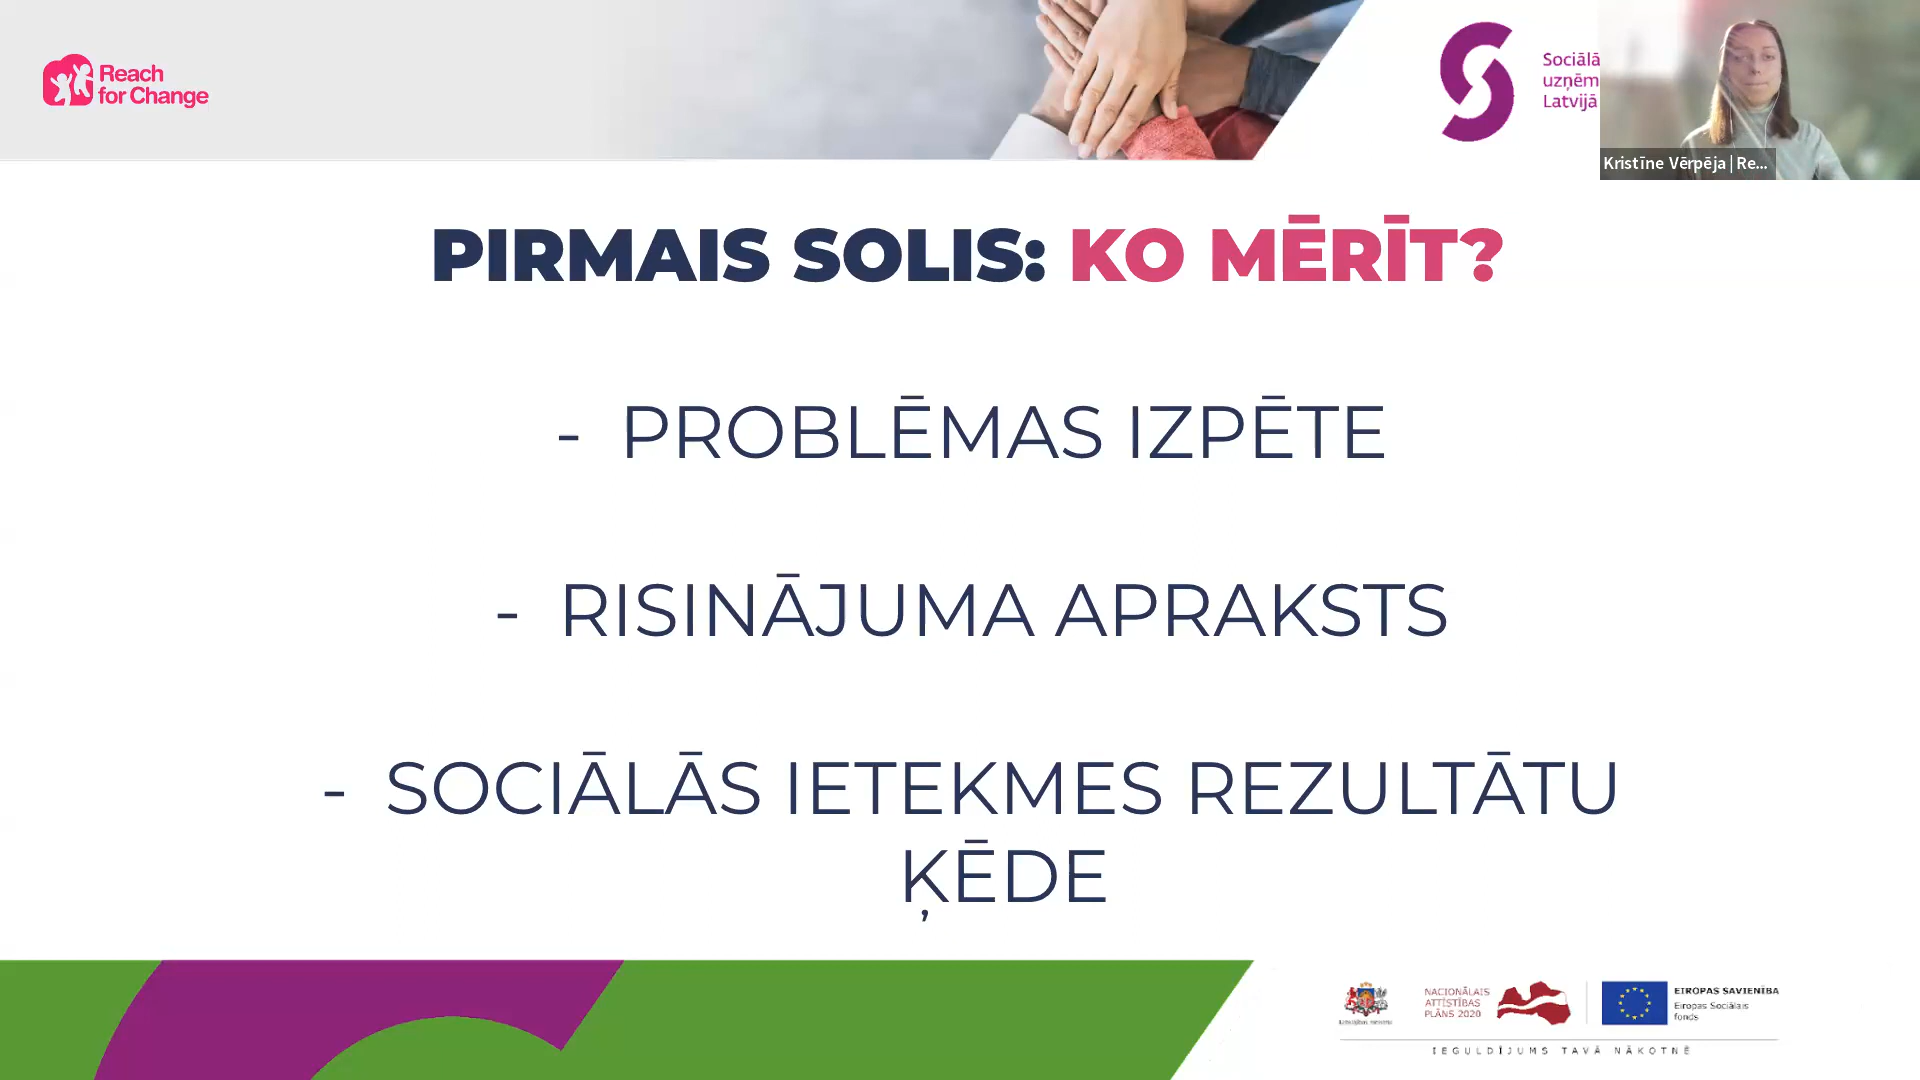 Reach
for Change
Sociālā
uzņēm
Latvijā
Kristīne Vērpēja | Re...
PIRMAIS SOLIS: KO MĒRĪT?
- PROBLĒMAS IZPĒTE
- RISINĀJUMA APRAKSTS
- SOCIĀLĀS IETEKMES REZULTĀTU
ĶĒDE
NACIONĀLAIS
ATTĪSTĪBAS
PLĀNS 2020
EIROPAS SAVIENĪBA
Eiropas Sociālais
fonds
IEGULDĪJUMS TAVĀ NĀKOTNĒ